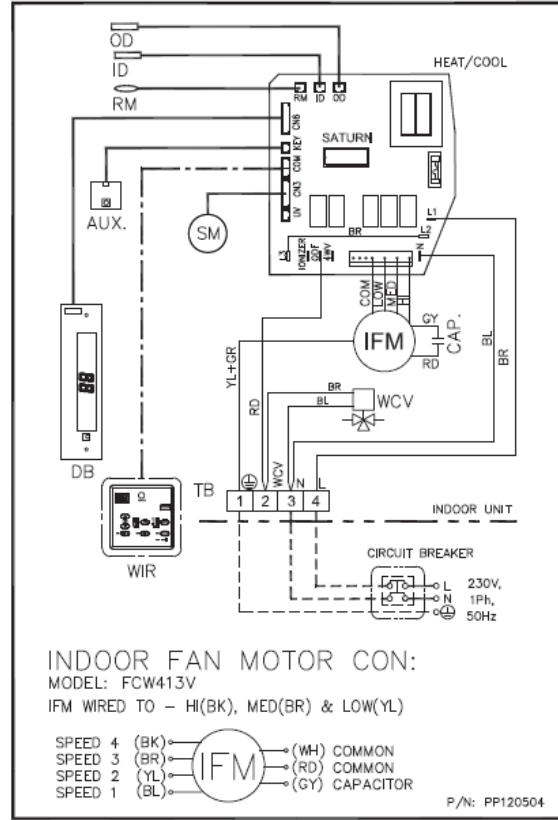 OD
ID
RM
HEAT/COOL
RM ID OD
CN6
KEY
SATURN
COM
CN3
UV
AUX.
SM
L1
BR
L2
L3
IONIZER
ODF
N
COM
LOW
MED
HI
GY
CAP.
IFM
RD
BL
BR
YL+GR
RD
BR
BL
WCV
88
DB
WCV
N
L
TB
1 2 3 4
INDOOR UNIT
WIR
CIRCUIT BREAKER
L
N
230V,
1Ph,
50Hz
INDOOR FAN MOTOR CON:
MODEL: FCW413V
IFM WIRED TO – HI(BK), MED(BR) & LOW(YL)
SPEED 4 (BK)
SPEED 3 (BR)
SPEED 2 (YL)
SPEED 1 (BL)
IFM
(WH) COMMON
(RD) COMMON
(GY) CAPACITOR
P/N: PP120504